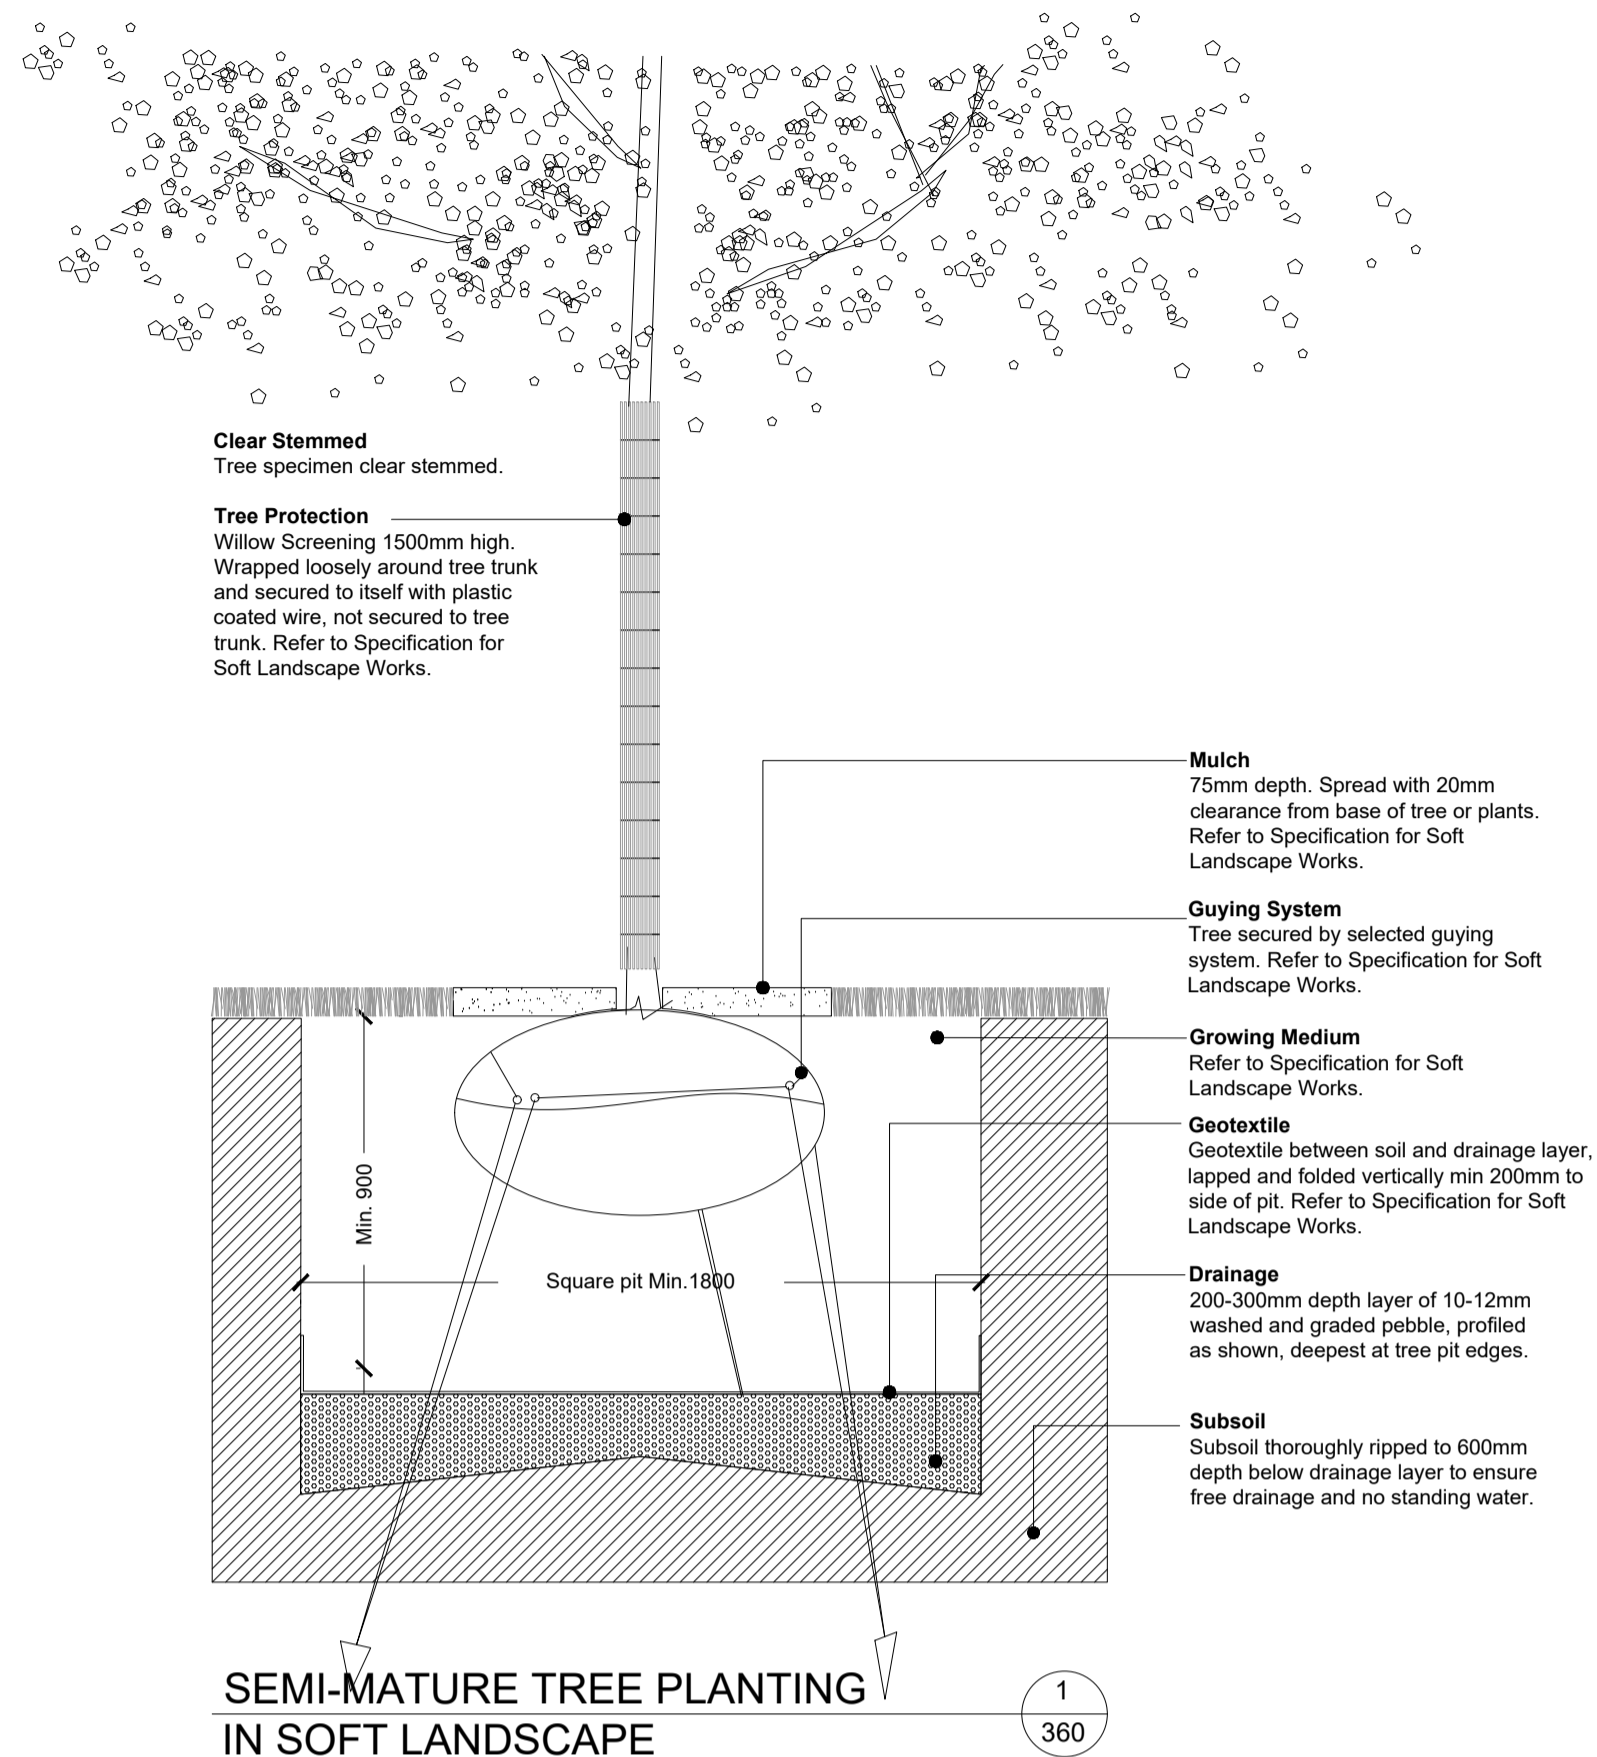 Clear Stemmed
Tree specimen clear stemmed.
Tree Protection
Willow Screening 1500mm high.
Wrapped loosely around tree trunk
and secured to itself with plastic
coated wire, not secured to tree
trunk. Refer to Specification for
Soft Landscape Works.
Mulch
75mm depth. Spread with 20mm
clearance from base of tree or plants.
Refer to Specification for Soft
Landscape Works.
Guying System
Tree secured by selected guying
system. Refer to Specification for Soft
Landscape Works.
Growing Medium
Refer to Specification for Soft
Landscape Works.
Geotextile
Geotextile between soil and drainage layer,
lapped and folded vertically min 200mm to
side of pit. Refer to Specification for Soft
Landscape Works.
Drainage
200-300mm depth layer of 10-12mm
washed and graded pebble, profiled
as shown, deepest at tree pit edges.
Subsoil
Subsoil thoroughly ripped to 600mm
depth below drainage layer to ensure
free drainage and no standing water.
Min. 900
Square pit Min.1800
SEMI-MATURE TREE PLANTING
IN SOFT LANDSCAPE
1
360